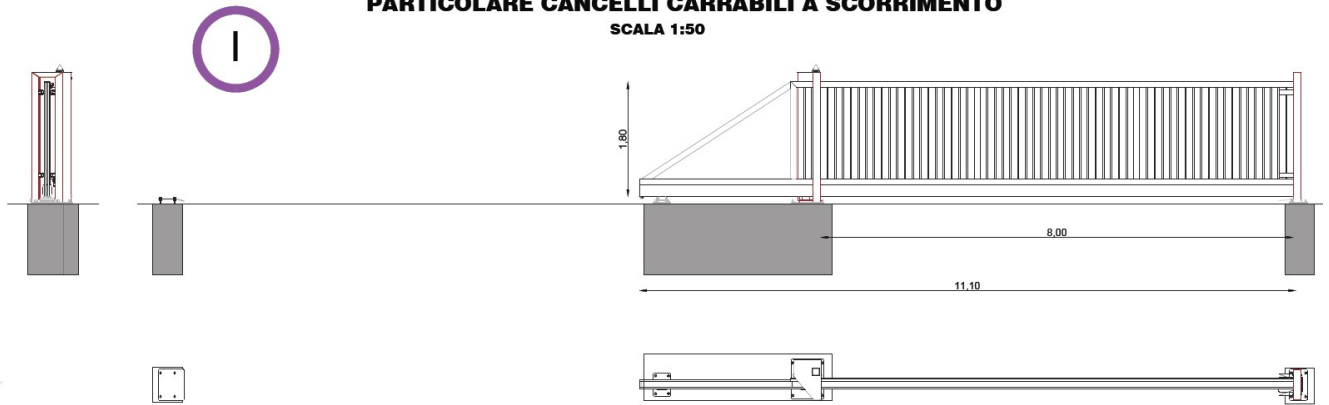 PARTICOLARE CANCELLI CARRABILI A SCORRIMENTO
SCALA 1:50
I
1,80
8,00
11,10